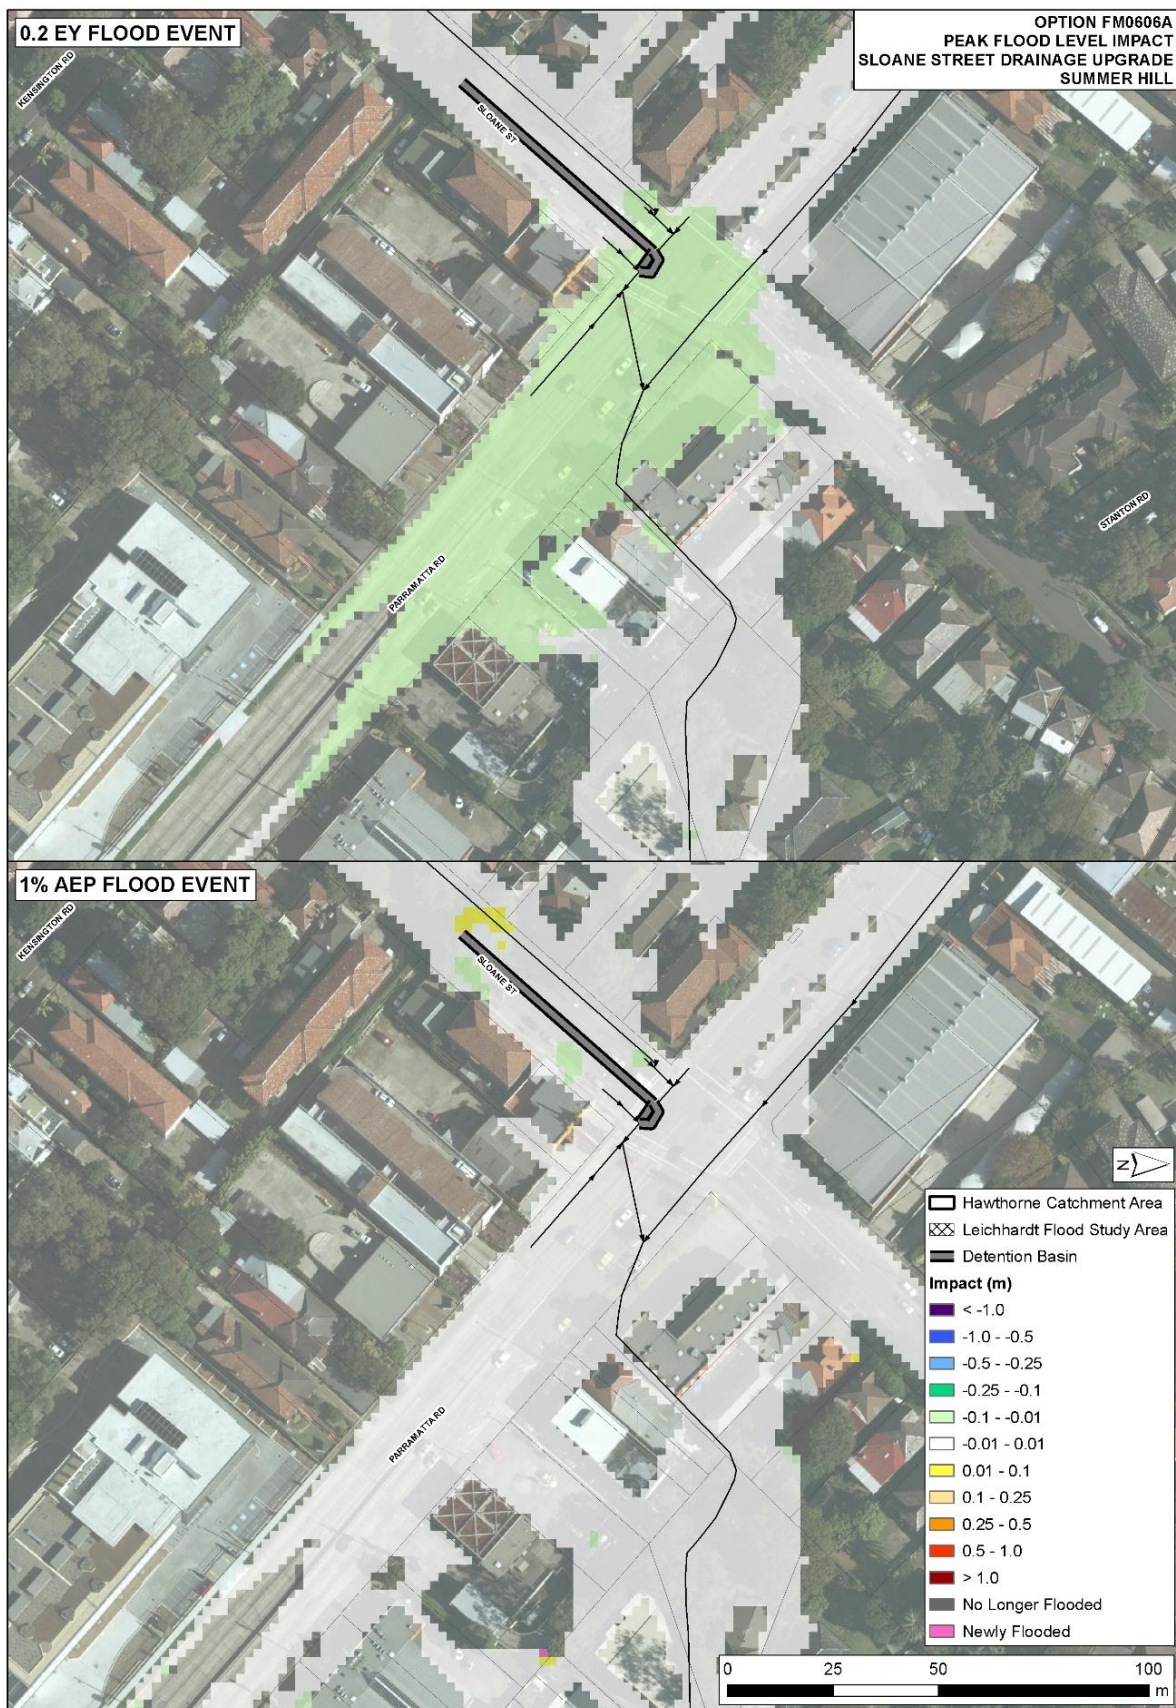 0.2 EY FLOOD EVENT
OPTION FM0606A
PEAK FLOOD LEVEL IMPACT
SLOANE STREET DRAINAGE UPGRADE
SUMMER HILL
KENSINGTON RD
SLOANE ST
STANTON RD
PARRAMATTA RD
1% AEP FLOOD EVENT
KENSINGTON RD
SLOANE ST
PARRAMATTA RD
N
Hawthorne Catchment Area
Leichhardt Flood Study Area
Detention Basin
Impact (m)
< -1.0
-1.0 - -0.5
-0.5 - -0.25
-0.25 - -0.1
-0.1 - -0.01
-0.01 - 0.01
0.01 - 0.1
0.1 - 0.25
0.25 - 0.5
0.5 - 1.0
> 1.0
No Longer Flooded
Newly Flooded
0 25 50 100
m